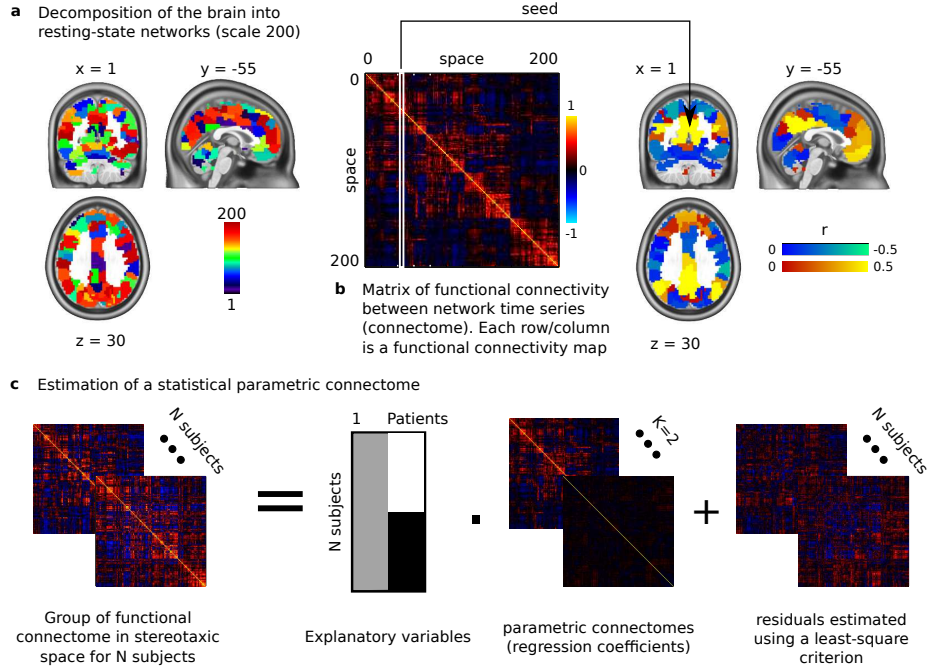 a Decomposition of the brain into
resting-state networks (scale 200)
x = 1
y = -55
200
1
z = 30
seed
0 space 200
0
space
200
1
0
-1
b Matrix of functional connectivity
between network time series
(connectome). Each row/column
is a functional connectivity map
x = 1
y = -55
r
0 -0.5
0 0.5
z = 30
c Estimation of a statistical parametric connectome
N subjects
1 Patients
N subjects
K=2
N subjects
=
.
+
Group of functional
connectome in stereotaxic
space for N subjects
Explanatory variables
parametric connectomes
(regression coefficients)
residuals estimated
using a least-square
criterion